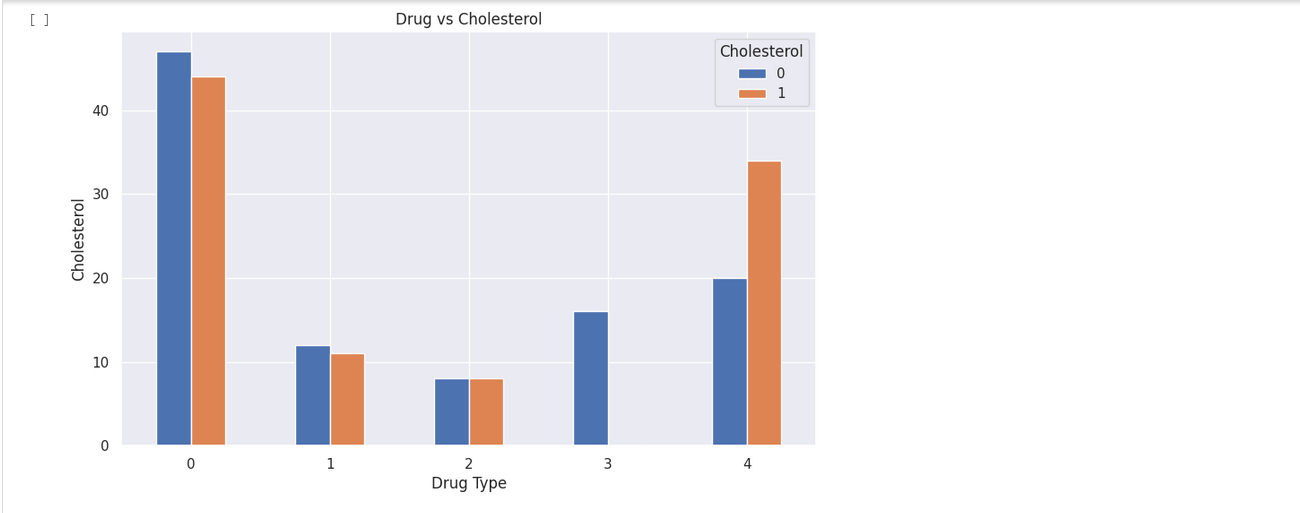 [ ]
Drug vs Cholesterol
Cholesterol
0
1
40
30
20
10
0
Cholesterol
0 1 2 3 4
Drug Type